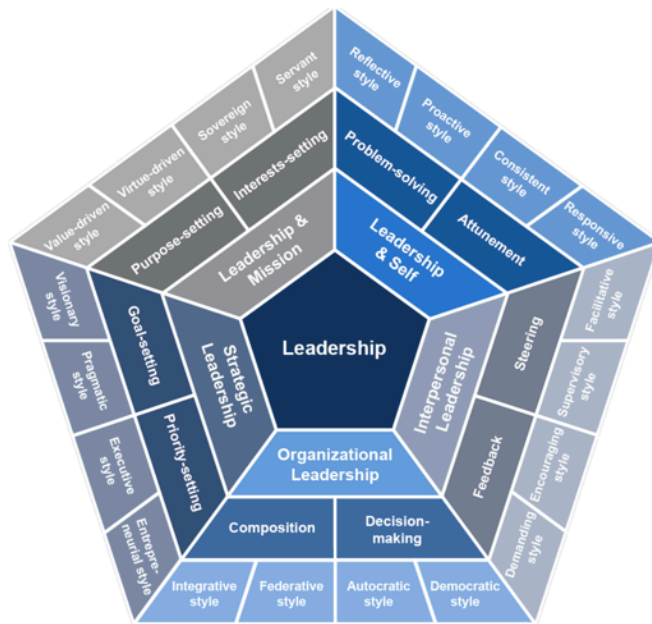 Leadership
Leadership
& Self
Problem-solving
Attunement
Reflective
style
Proactive
style
Consistent
style
Responsive
style
Interpersonal
Leadership
Steering
Feedback
Facilitative
style
Supervisory
style
Encouraging
style
Demanding
style
Organizational
Leadership
Decision-
making
Composition
Democratic
style
Autocratic
style
Federative
style
Integrative
style
Strategic
Leadership
Priority-setting
Goal-setting
Entrepre-
neurial style
Executive
style
Pragmatic
style
Visionary
style
Leadership &
Mission
Purpose-setting
Interests-setting
Value-driven
style
Virtue-driven
style
Sovereign
style
Servant
style